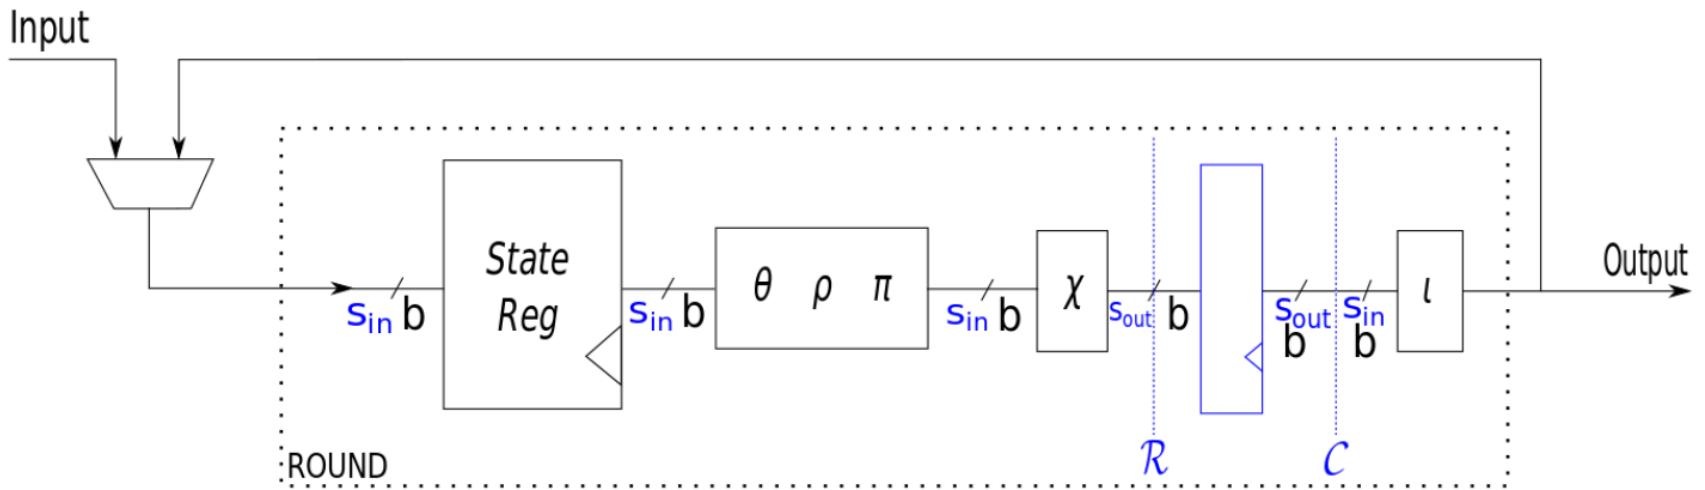 Input
State
Reg
θ ρ π
χ
ι
Output
s_in b
s_in b
s_in b
s_out b
s_out
b
s_in
b
ROUND
ℛ
𝒞